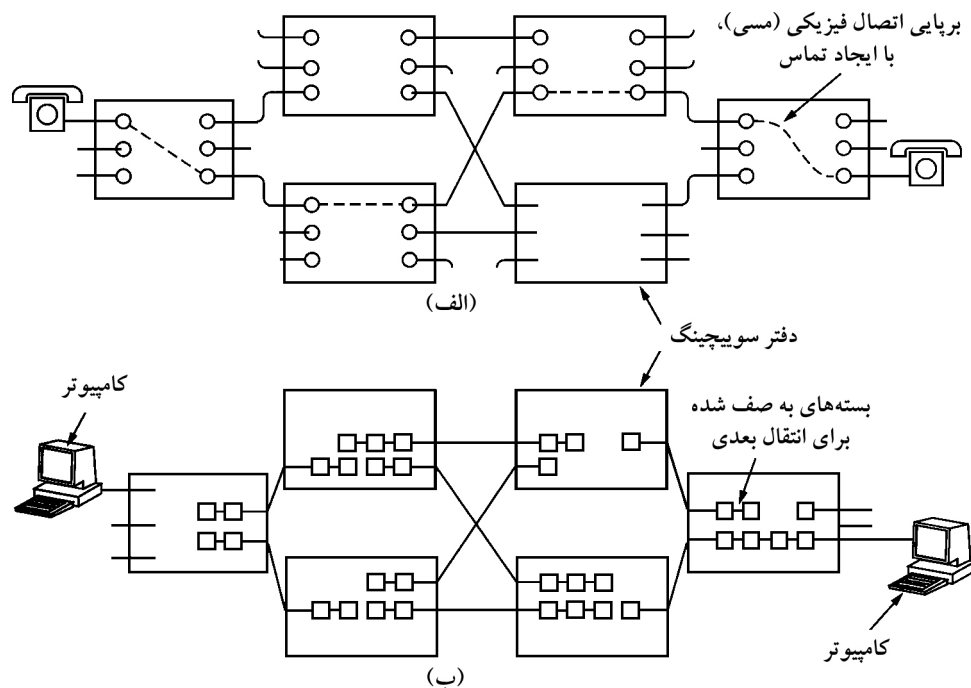 برپایی اتصال فیزیکی (مسی)،
با ایجاد تماس
(الف)
دفتر سوییچینگ
کامپیوتر
بسته‌های به صف شده
برای انتقال بعدی
کامپیوتر
(ب)